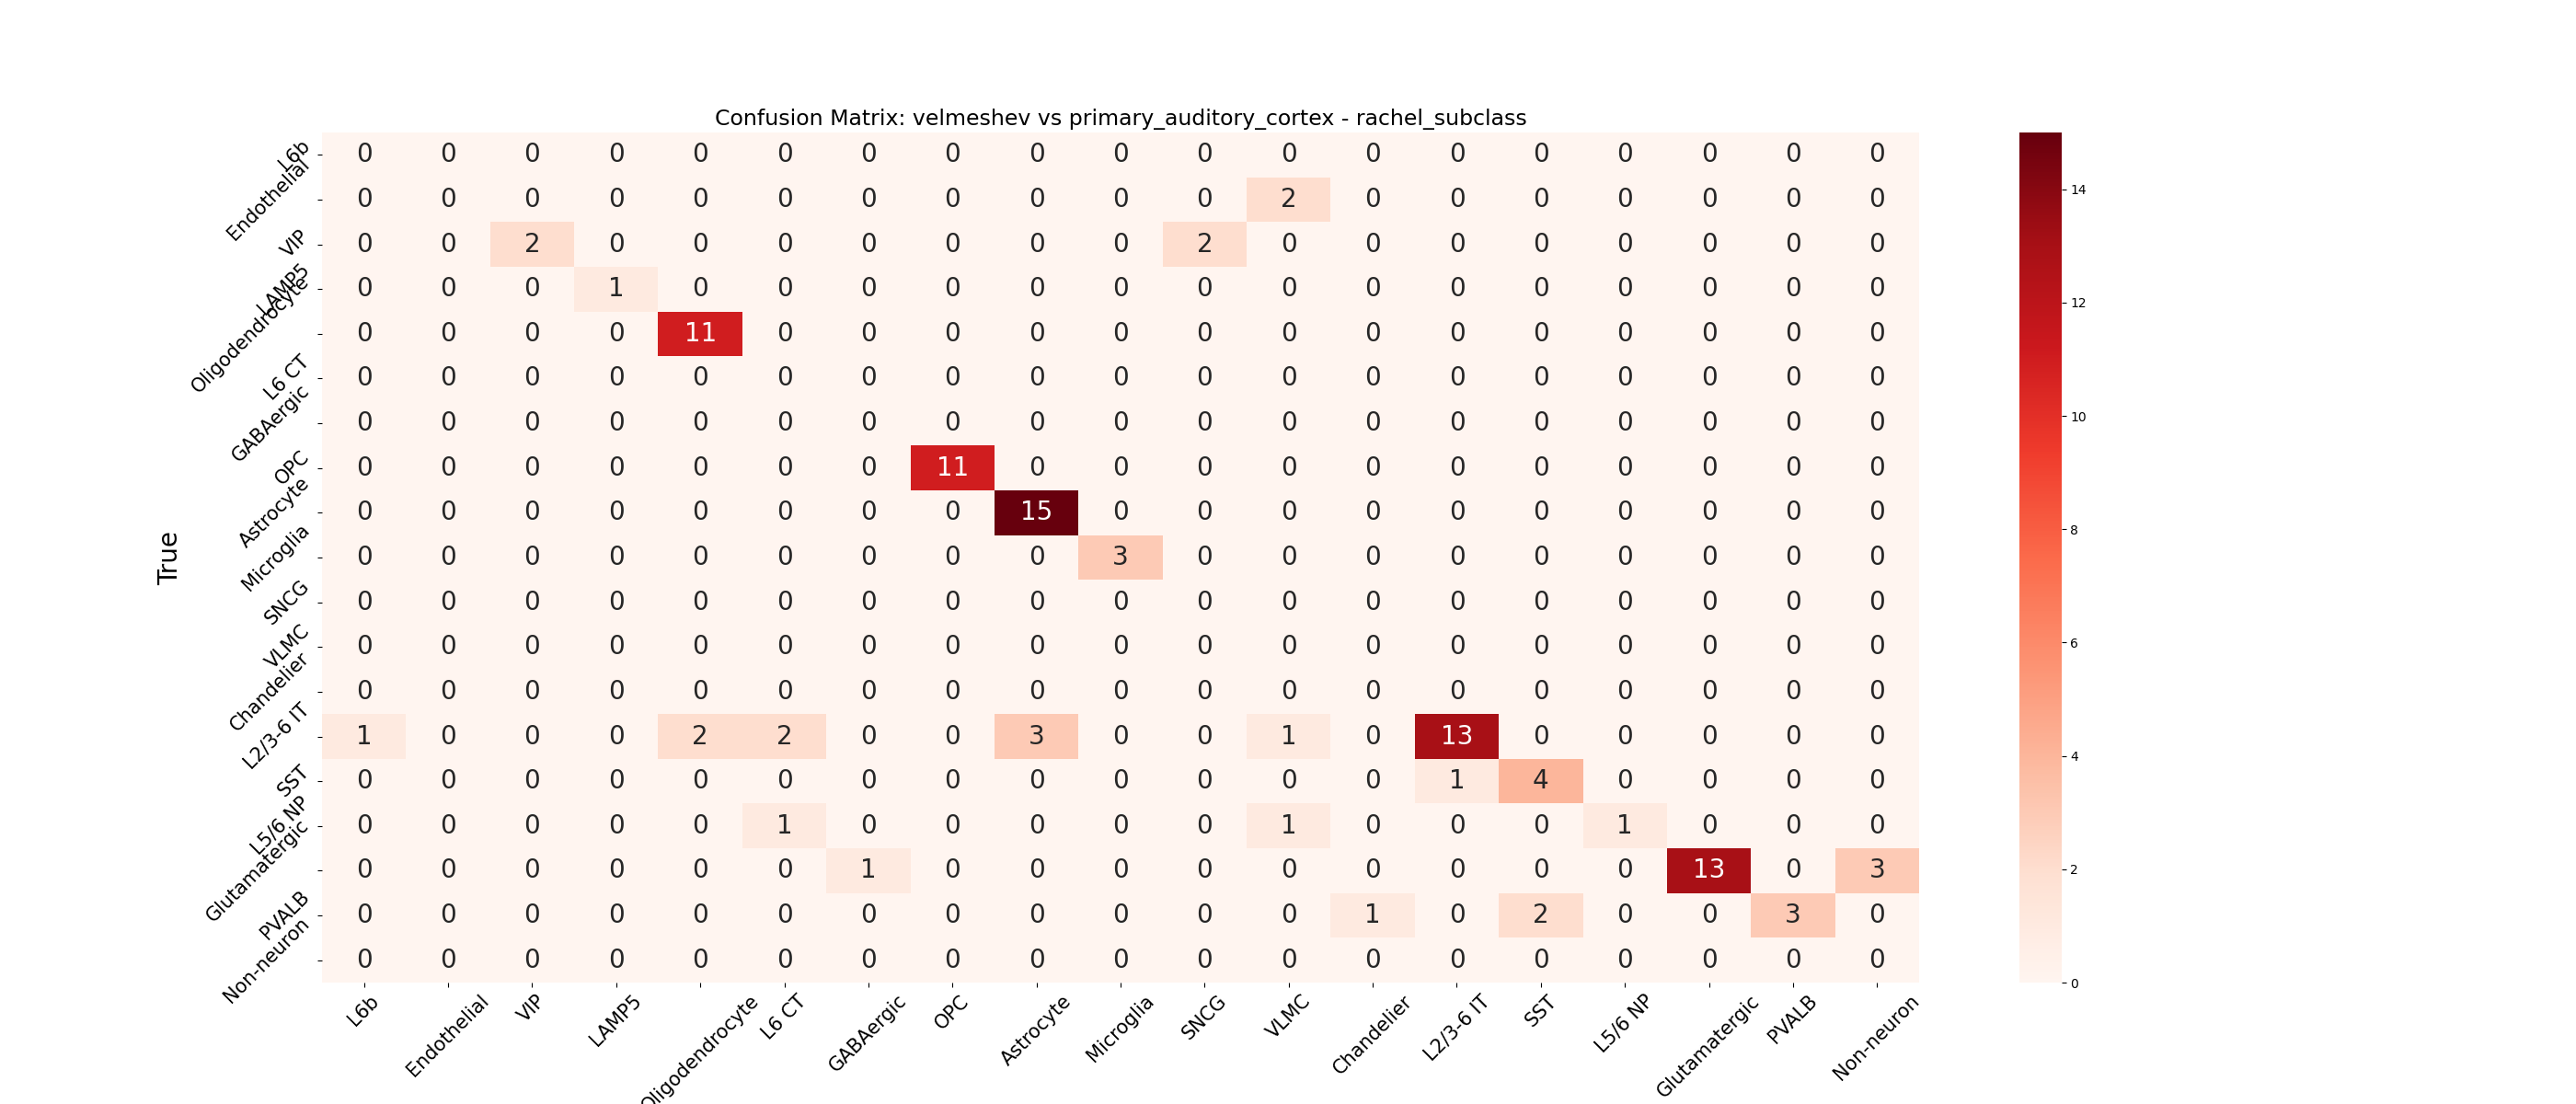 Confusion Matrix: velmeshev vs primary_auditory_cortex - rachel_subclass
True
L6b 0 0 0 0 0 0 0 0 0 0 0 0 0 0 0 0 0 0 0
Endothelial 0 0 0 0 0 0 0 0 0 0 0 2 0 0 0 0 0 0 0
VIP 0 0 2 0 0 0 0 0 0 0 2 0 0 0 0 0 0 0 0
LAMP5 0 0 0 1 0 0 0 0 0 0 0 0 0 0 0 0 0 0 0
Oligodendrocyte 0 0 0 0 11 0 0 0 0 0 0 0 0 0 0 0 0 0 0
L6 CT 0 0 0 0 0 0 0 0 0 0 0 0 0 0 0 0 0 0 0
GABAergic 0 0 0 0 0 0 0 0 0 0 0 0 0 0 0 0 0 0 0
OPC 0 0 0 0 0 0 0 11 0 0 0 0 0 0 0 0 0 0 0
Astrocyte 0 0 0 0 0 0 0 0 15 0 0 0 0 0 0 0 0 0 0
Microglia 0 0 0 0 0 0 0 0 0 3 0 0 0 0 0 0 0 0 0
SNCG 0 0 0 0 0 0 0 0 0 0 0 0 0 0 0 0 0 0 0
VLMC 0 0 0 0 0 0 0 0 0 0 0 0 0 0 0 0 0 0 0
Chandelier 0 0 0 0 0 0 0 0 0 0 0 0 0 0 0 0 0 0 0
L2/3-6 IT 1 0 0 0 2 2 0 0 3 0 0 1 0 13 0 0 0 0 0
SST 0 0 0 0 0 0 0 0 0 0 0 0 0 1 4 0 0 0 0
L5/6 NP 0 0 0 0 0 1 0 0 0 0 0 1 0 0 0 1 0 0 0
Glutamatergic 0 0 0 0 0 0 1 0 0 0 0 0 0 0 0 0 13 0 3
PVALB 0 0 0 0 0 0 0 0 0 0 0 0 1 0 2 0 0 3 0
Non-neuron 0 0 0 0 0 0 0 0 0 0 0 0 0 0 0 0 0 0 0
L6b Endothelial VIP LAMP5 Oligodendrocyte L6 CT GABAergic OPC Astrocyte Microglia SNCG VLMC Chandelier L2/3-6 IT SST L5/6 NP Glutamatergic PVALB Non-neuron
14
12
10
8
6
4
2
0